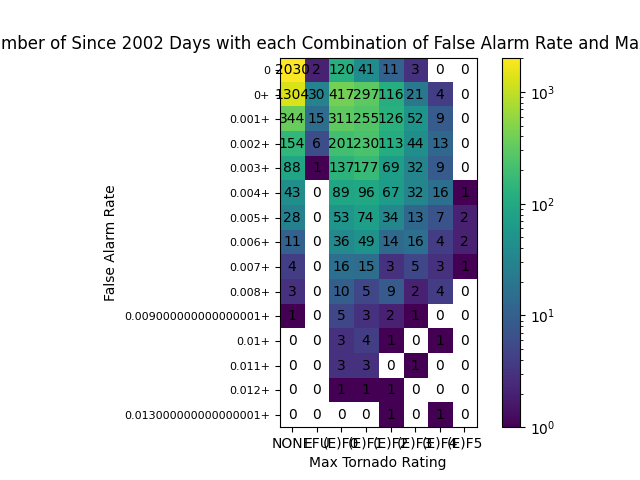 mber of Since 2002 Days with each Combination of False Alarm Rate and Ma
0 2030 2 120 41 11 3 0 0
0+ 1304 30 417 297 116 21 4 0
0.001+ 344 15 311 255 126 52 9 0
0.002+ 154 6 201 230 113 44 13 0
0.003+ 88 1 137 177 69 32 9 0
0.004+ 43 0 89 96 67 32 16 1
0.005+ 28 0 53 74 34 13 7 2
0.006+ 11 0 36 49 14 16 4 2
0.007+ 4 0 16 15 3 5 3 1
0.008+ 3 0 10 5 9 2 4 0
0.009000000000000001+ 1 0 5 3 2 1 0 0
0.01+ 0 0 3 4 1 0 1 0
0.011+ 0 0 3 3 0 1 0 0
0.012+ 0 0 1 1 1 0 0 0
0.013000000000000001+ 0 0 0 0 1 0 1 0
NONE EFU (E)F0 (E)F1 (E)F2 (E)F3 (E)F4 (E)F5
Max Tornado Rating
False Alarm Rate
10³
10²
10¹
10⁰